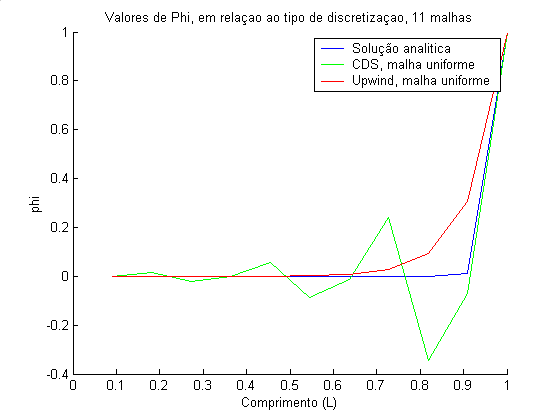 Valores de Phi, em relaçao ao tipo de discretizaçao, 11 malhas
Solução analítica
CDS, malha uniforme
Upwind, malha uniforme
1
0.8
0.6
0.4
0.2
0
-0.2
-0.4
phi
0 0.1 0.2 0.3 0.4 0.5 0.6 0.7 0.8 0.9 1
Comprimento (L)